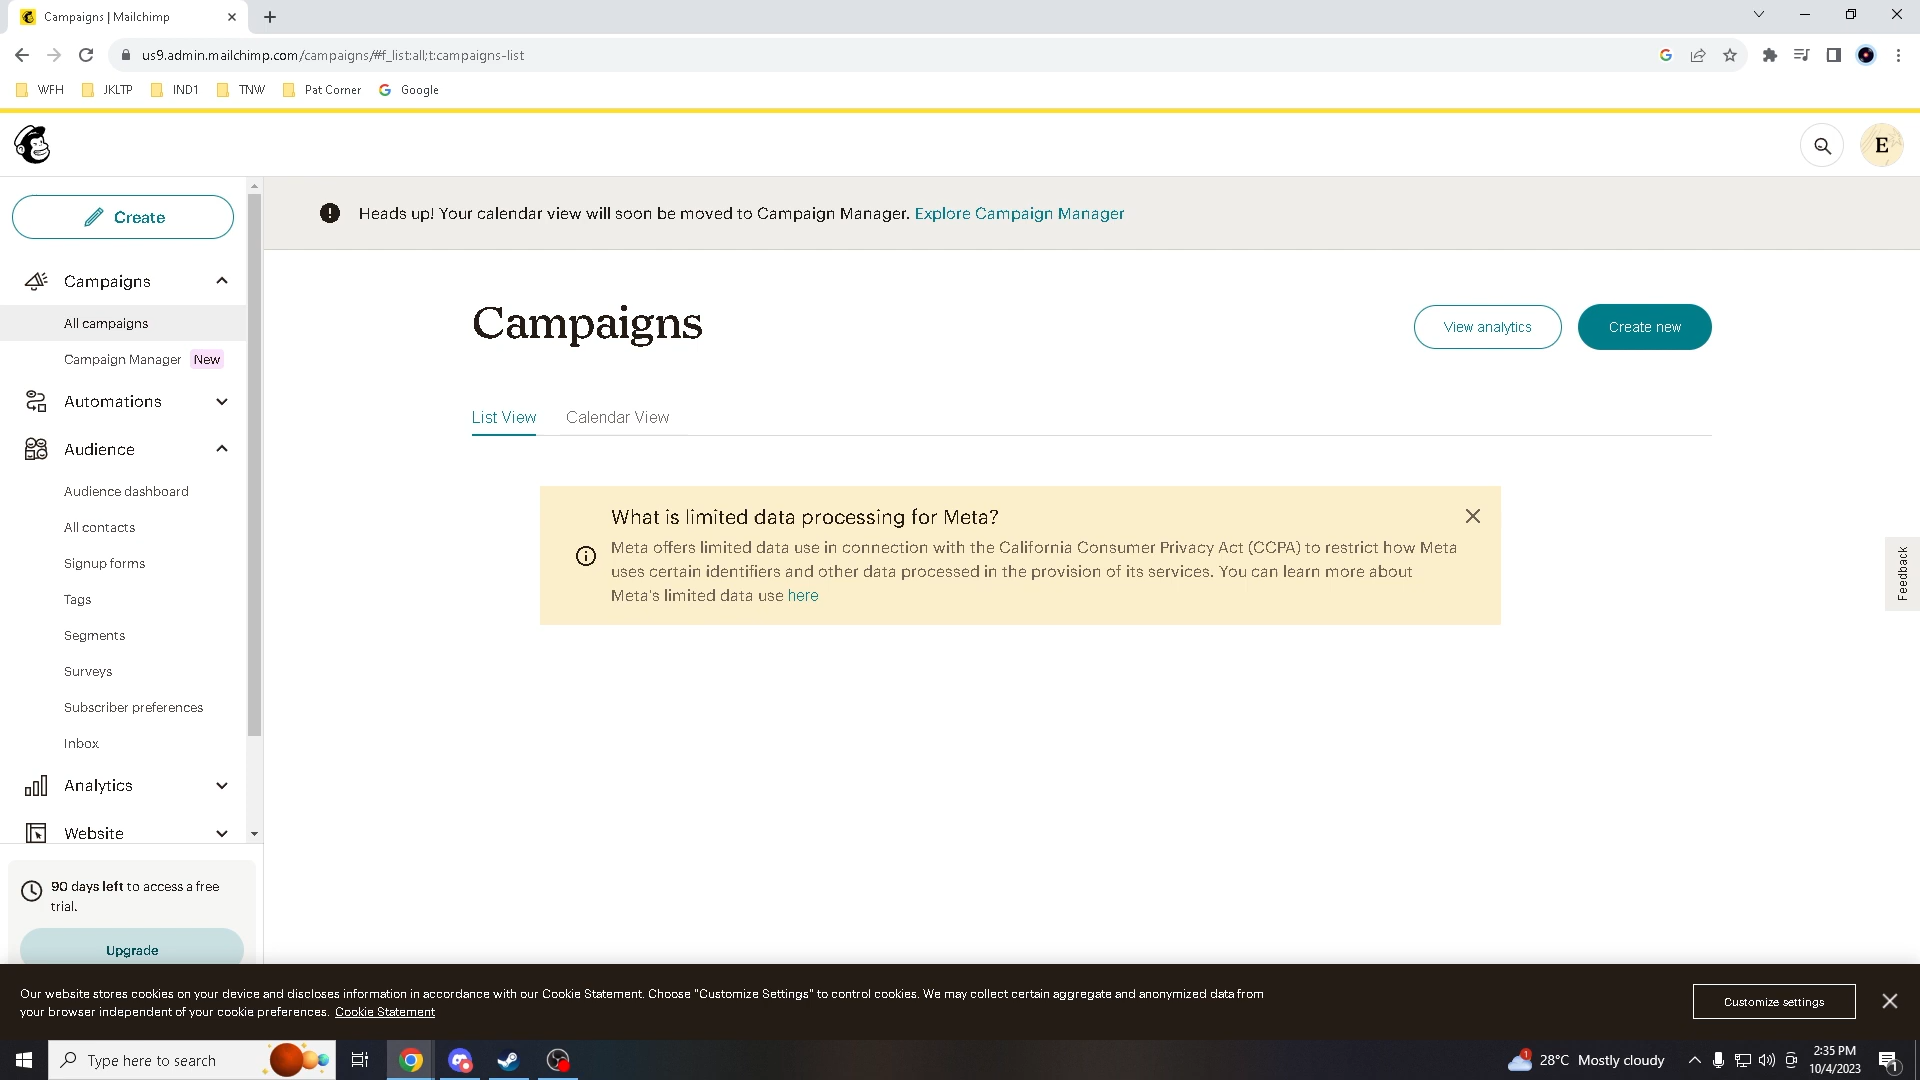 Campaigns | Mailchimp
us9.admin.mailchimp.com/campaigns/#f_list:all;t:campaigns-list
WFH
JKLTP
IND1
TNW
Pat Corner
Google
E
Create
Heads up! Your calendar view will soon be moved to Campaign Manager. Explore Campaign Manager
Campaigns
All campaigns
Campaign Manager New
Automations
Audience
Audience dashboard
All contacts
Signup forms
Tags
Segments
Surveys
Subscriber preferences
Inbox
Analytics
Website
90 days left to access a free
trial.
Upgrade
Campaigns
View analytics
Create new
List View
Calendar View
What is limited data processing for Meta?
Meta offers limited data use in connection with the California Consumer Privacy Act (CCPA) to restrict how Meta
uses certain identifiers and other data processed in the provision of its services. You can learn more about
Meta's limited data use here
Feedback
Our website stores cookies on your device and discloses information in accordance with our Cookie Statement. Choose "Customize Settings" to control cookies. We may collect certain aggregate and anonymized data from
your browser independent of your cookie preferences. Cookie Statement
Customize settings
Type here to search
1
28°C Mostly cloudy
2:35 PM
10/4/2023
1